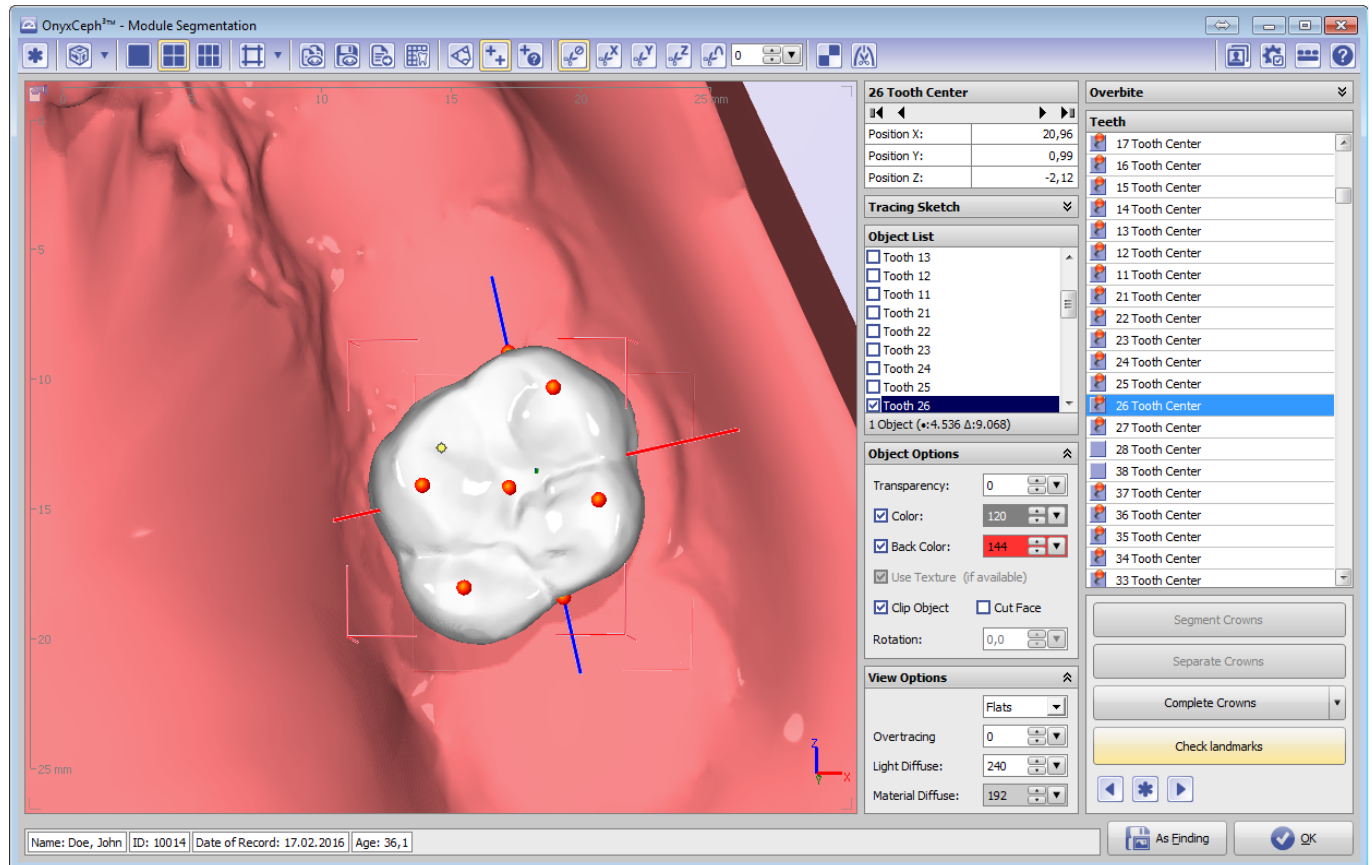 OnyxCeph³™ - Module Segmentation
0
0 5 10 15 20 25 mm
5
10
15
20
25 mm
Z
X
Y
26 Tooth Center
Position X: 20,96
Position Y: 0,99
Position Z: -2,12
Tracing Sketch
Object List
Tooth 13
Tooth 12
Tooth 11
Tooth 21
Tooth 22
Tooth 23
Tooth 24
Tooth 25
Tooth 26
1 Object (•:4.536 Δ:9.068)
Object Options
Transparency: 0
Color: 120
Back Color: 144
Use Texture (if available)
Clip Object Cut Face
Rotation: 0,0
View Options
Flats
Overtracing 0
Light Diffuse: 240
Material Diffuse: 192
Overbite
Teeth
17 Tooth Center
16 Tooth Center
15 Tooth Center
14 Tooth Center
13 Tooth Center
12 Tooth Center
11 Tooth Center
21 Tooth Center
22 Tooth Center
23 Tooth Center
24 Tooth Center
25 Tooth Center
26 Tooth Center
27 Tooth Center
28 Tooth Center
38 Tooth Center
37 Tooth Center
36 Tooth Center
35 Tooth Center
34 Tooth Center
33 Tooth Center
Segment Crowns
Separate Crowns
Complete Crowns
Check landmarks
Name: Doe, John ID: 10014 Date of Record: 17.02.2016 Age: 36,1
As Finding OK